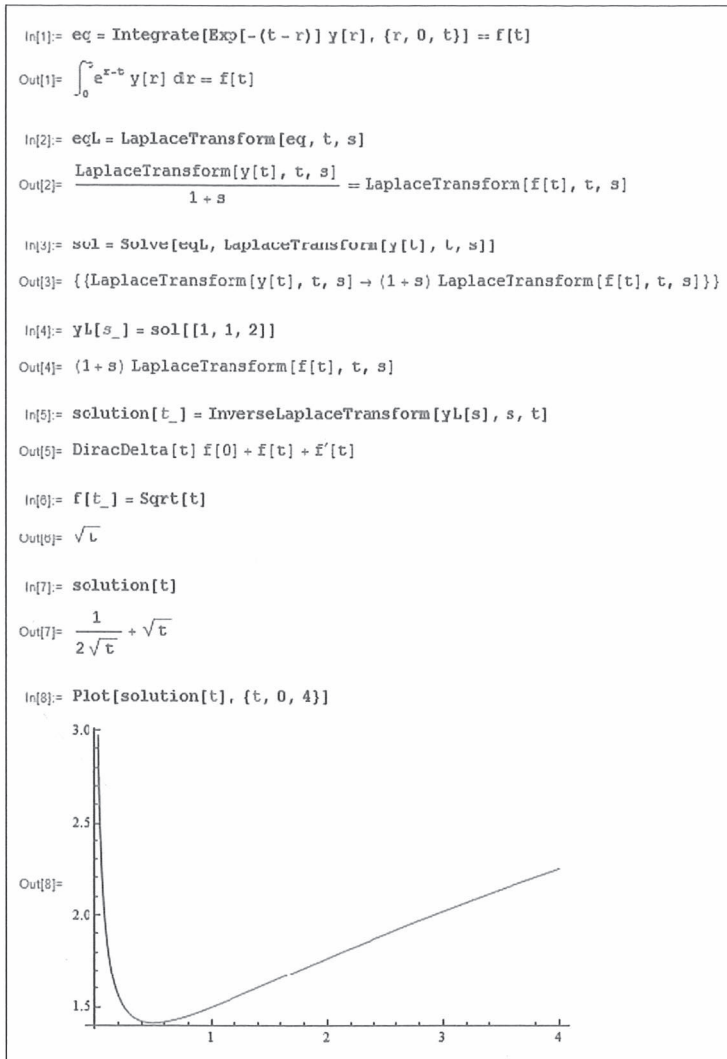 In[1]:= eq = Integrate[Exp[-(t - r)] y[r], {r, 0, t}] == f[t]
Out[1]= ∫₀ᵗ e^(r-t) y[r] dr = f[t]
In[2]:= eqL = LaplaceTransform[eq, t, s]
LaplaceTransform[y[t], t, s]
Out[2]= ──────── = LaplaceTransform[f[t], t, s]
1 + s
In[3]:= sol = Solve[eqL, LaplaceTransform[y[t], t, s]]
Out[3]= {{LaplaceTransform[y[t], t, s] → (1 + s) LaplaceTransform[f[t], t, s]}}
In[4]:= yL[s_] = sol[[1, 1, 2]]
Out[4]= (1 + s) LaplaceTransform[f[t], t, s]
In[5]:= solution[t_] = InverseLaplaceTransform[yL[s], s, t]
Out[5]= DiracDelta[t] f[0] + f[t] + f′[t]
In[6]:= f[t_] = Sqrt[t]
Out[6]= √t
In[7]:= solution[t]
1
Out[7]= ──── + √t
2 √t
In[8]:= Plot[solution[t], {t, 0, 4}]
3.0
2.5
Out[8]=
2.0
1.5
1 2 3 4